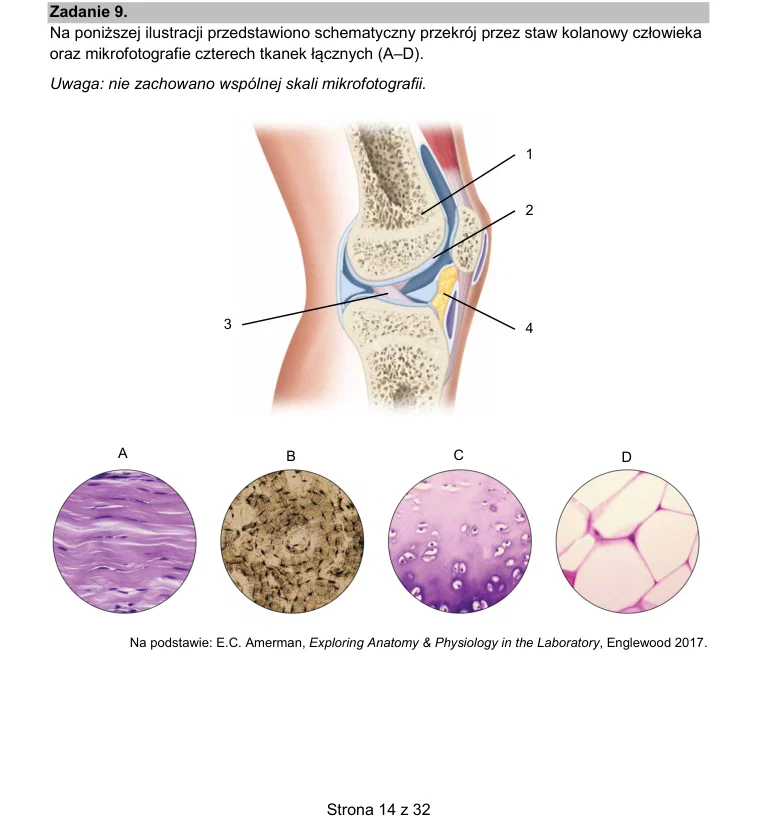 Zadanie 9.
Na poniższej ilustracji przedstawiono schematyczny przekrój przez staw kolanowy człowieka
oraz mikrofotografie czterech tkanek łącznych (A–D).
Uwaga: nie zachowano wspólnej skali mikrofotografii.
1
2
3
4
A
B
C
D
Na podstawie: E.C. Amerman, Exploring Anatomy & Physiology in the Laboratory, Englewood 2017.
Strona 14 z 32